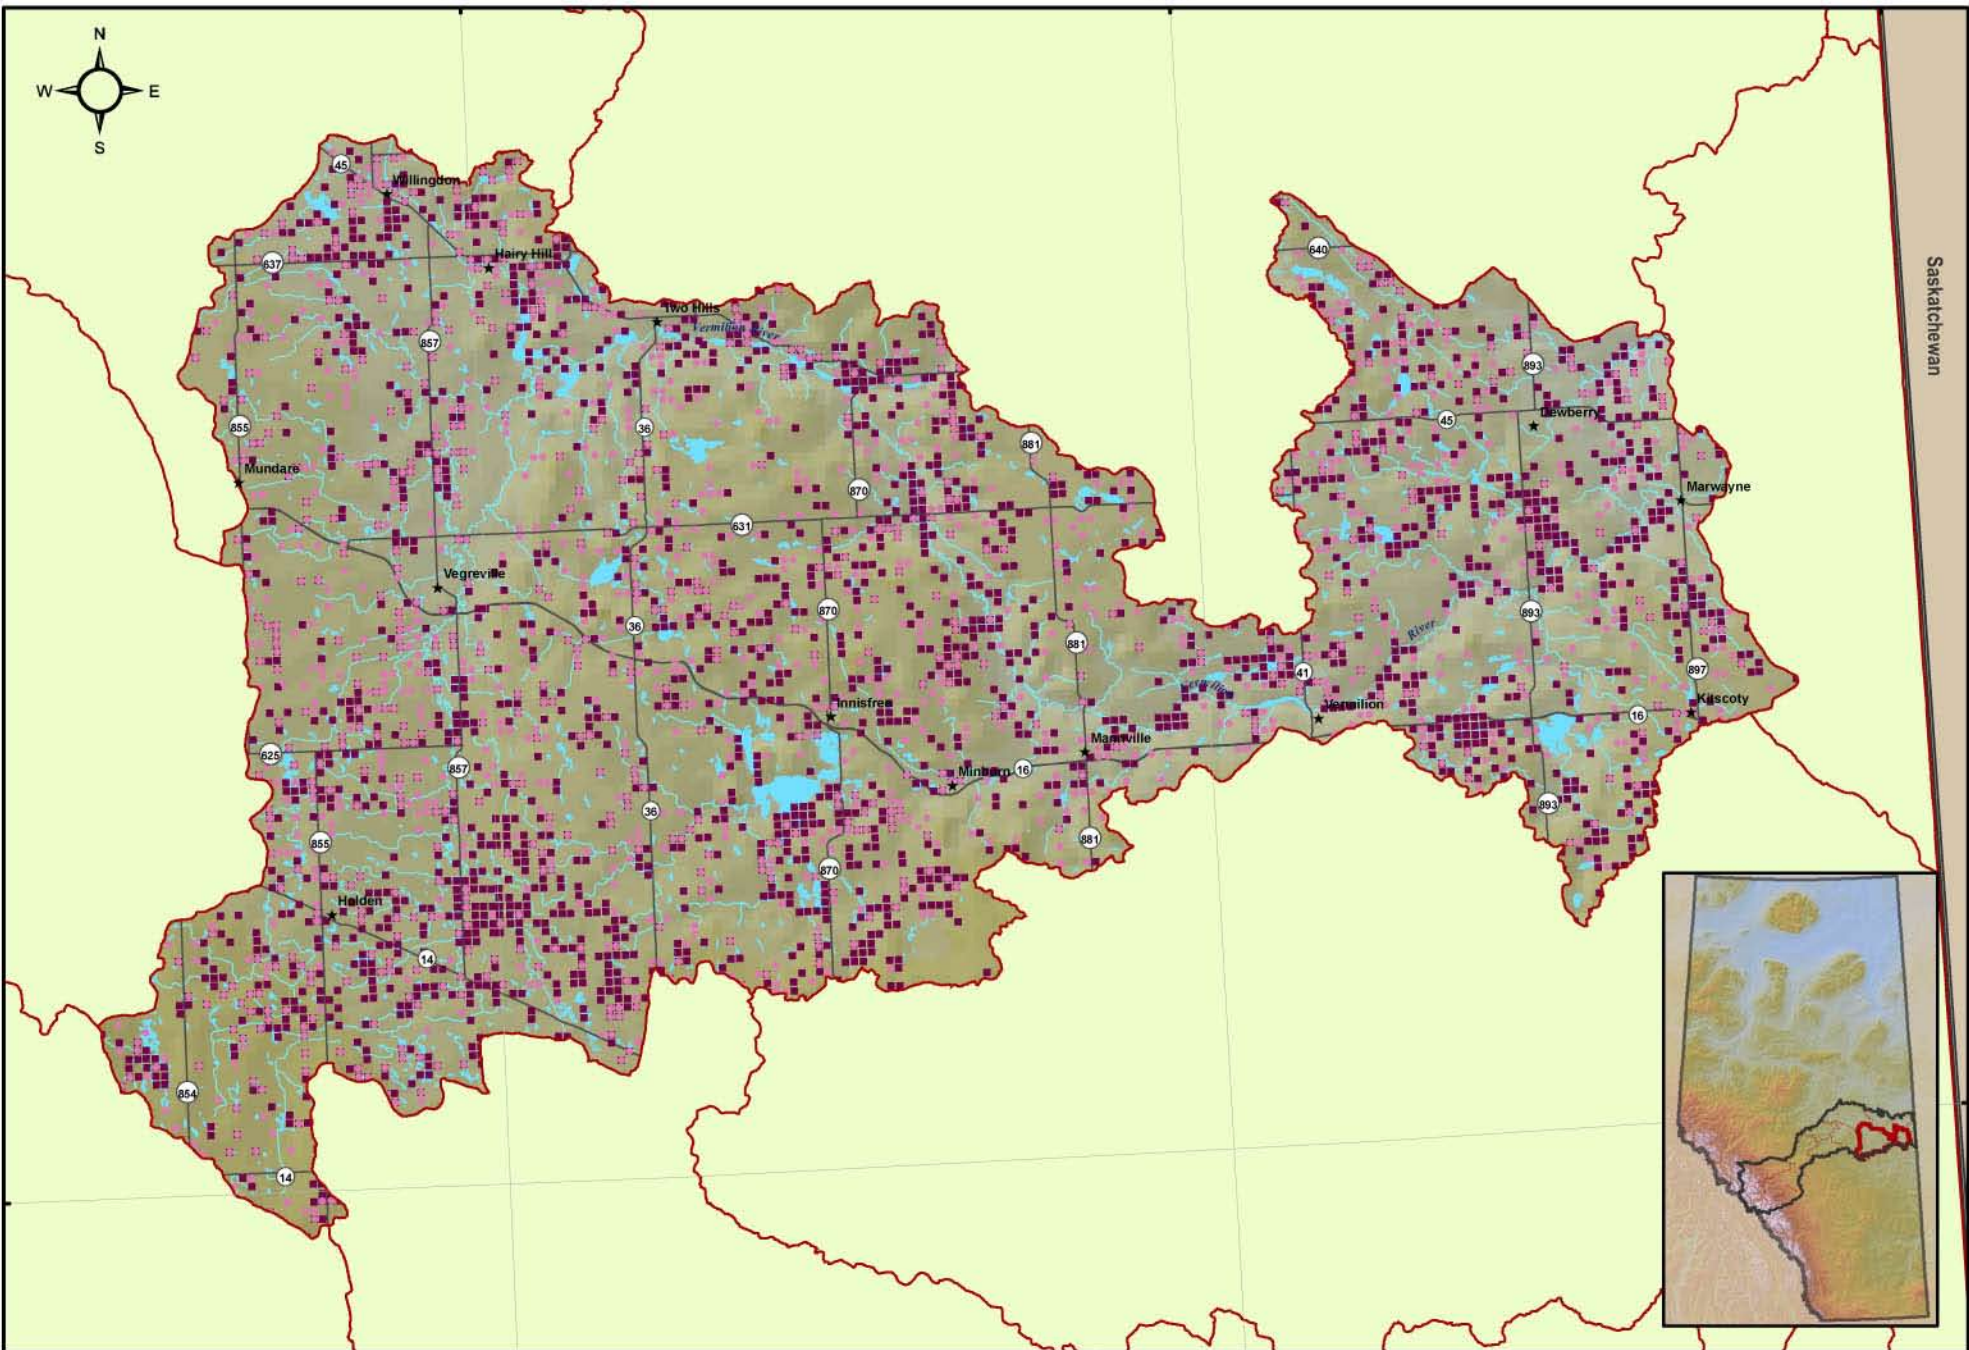 N
W E
S
45
Willingdon
637
Hairy Hill
640
Saskatchewan
Two Hills
Vermilion River
857
893
855
36
45
Dewberry
881
Mundare
870
Marwayne
631
Vegreville
870
893
36
River
881
41
897
Vermilion
Innisfree
Vermilion
Kitscoty
16
625
857
Mannville
Minburn
16
36
893
855
881
870
Holden
14
854
14